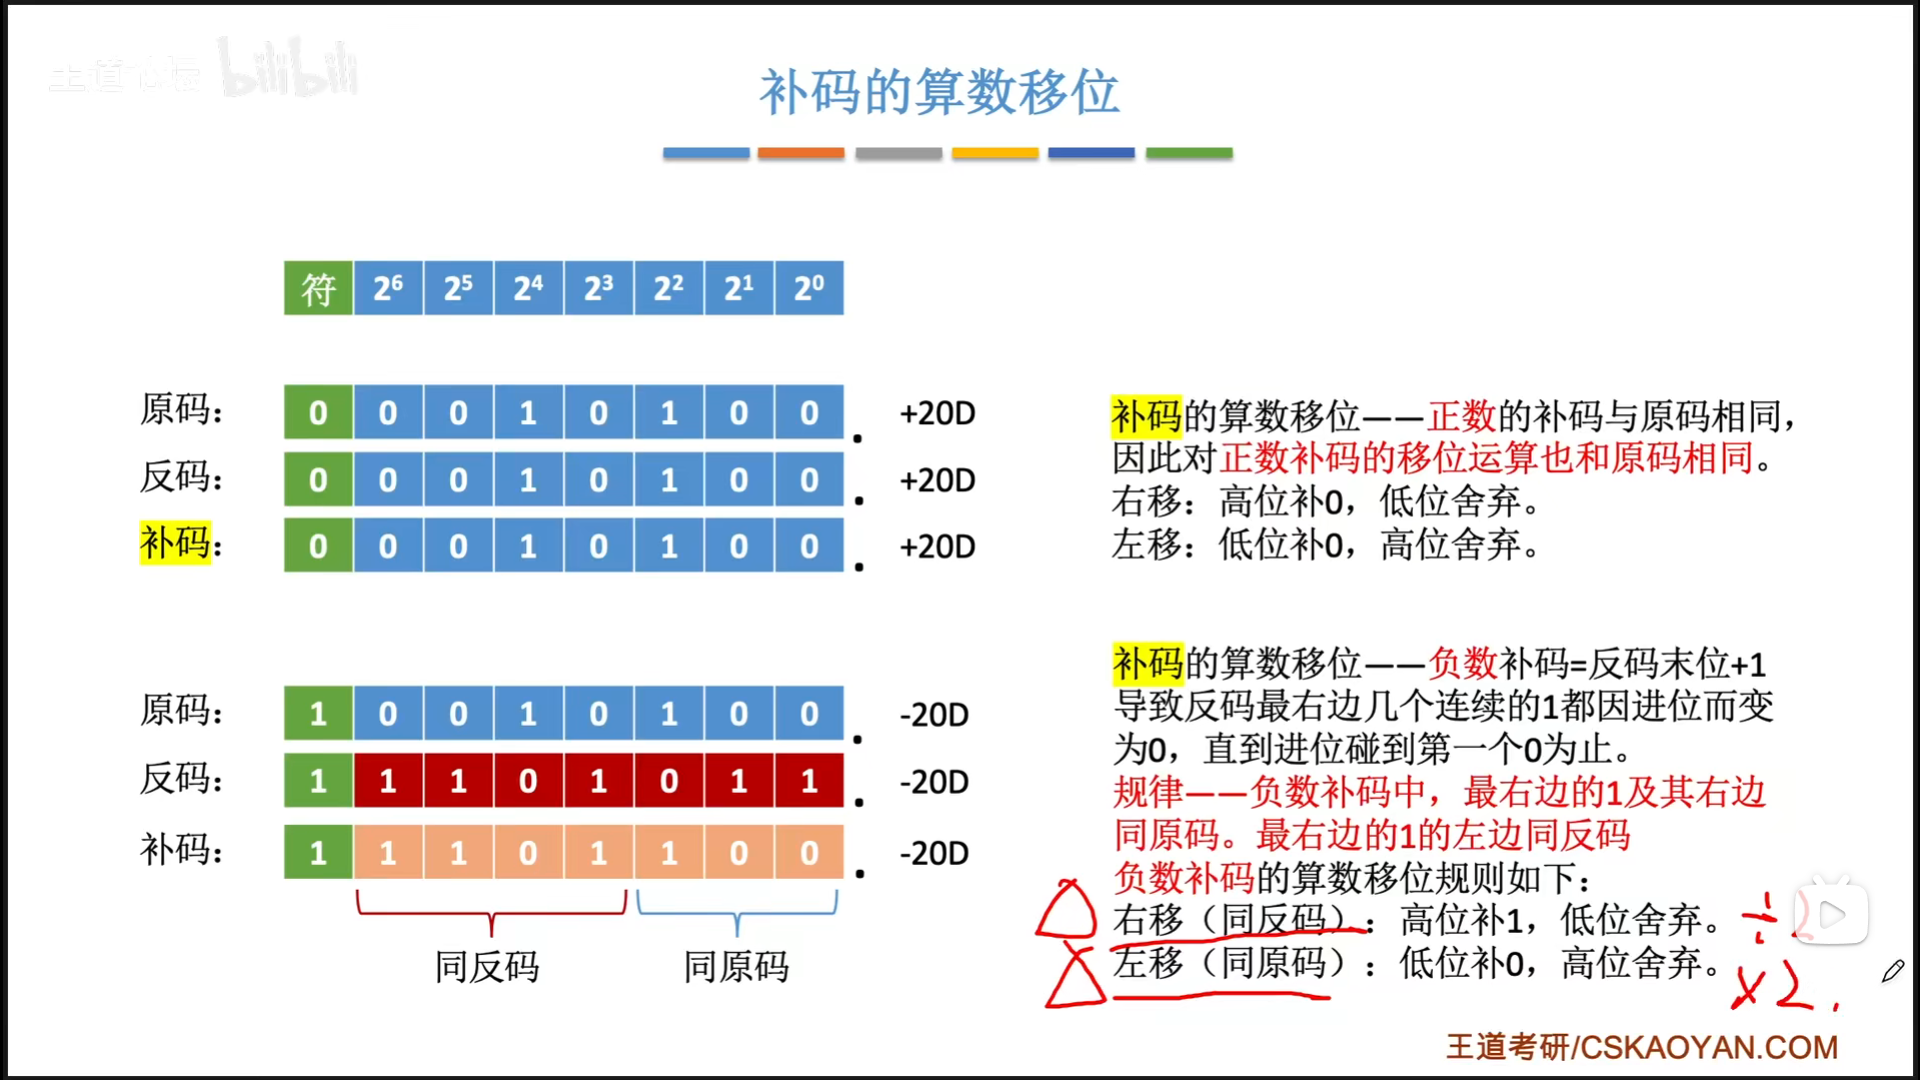 王道论坛 bilibili
补码的算数移位
符 2⁶ 2⁵ 2⁴ 2³ 2² 2¹ 2⁰
原码： 0 0 0 1 0 1 0 0 . +20D
反码： 0 0 0 1 0 1 0 0 . +20D
补码： 0 0 0 1 0 1 0 0 . +20D
补码的算数移位——正数的补码与原码相同，
因此对正数补码的移位运算也和原码相同。
右移：高位补0，低位舍弃。
左移：低位补0，高位舍弃。
原码： 1 0 0 1 0 1 0 0 . -20D
反码： 1 1 1 0 1 0 1 1 . -20D
补码： 1 1 1 0 1 1 0 0 . -20D
同反码 同原码
补码的算数移位——负数补码=反码末位+1
导致反码最右边几个连续的1都因进位而变
为0，直到进位碰到第一个0为止。
规律——负数补码中，最右边的1及其右边
同原码。最右边的1的左边同反码
负数补码的算数移位规则如下：
右移（同反码）：高位补1，低位舍弃。 ÷2
左移（同原码）：低位补0，高位舍弃。 ×2.
王道考研/CSKAOYAN.COM